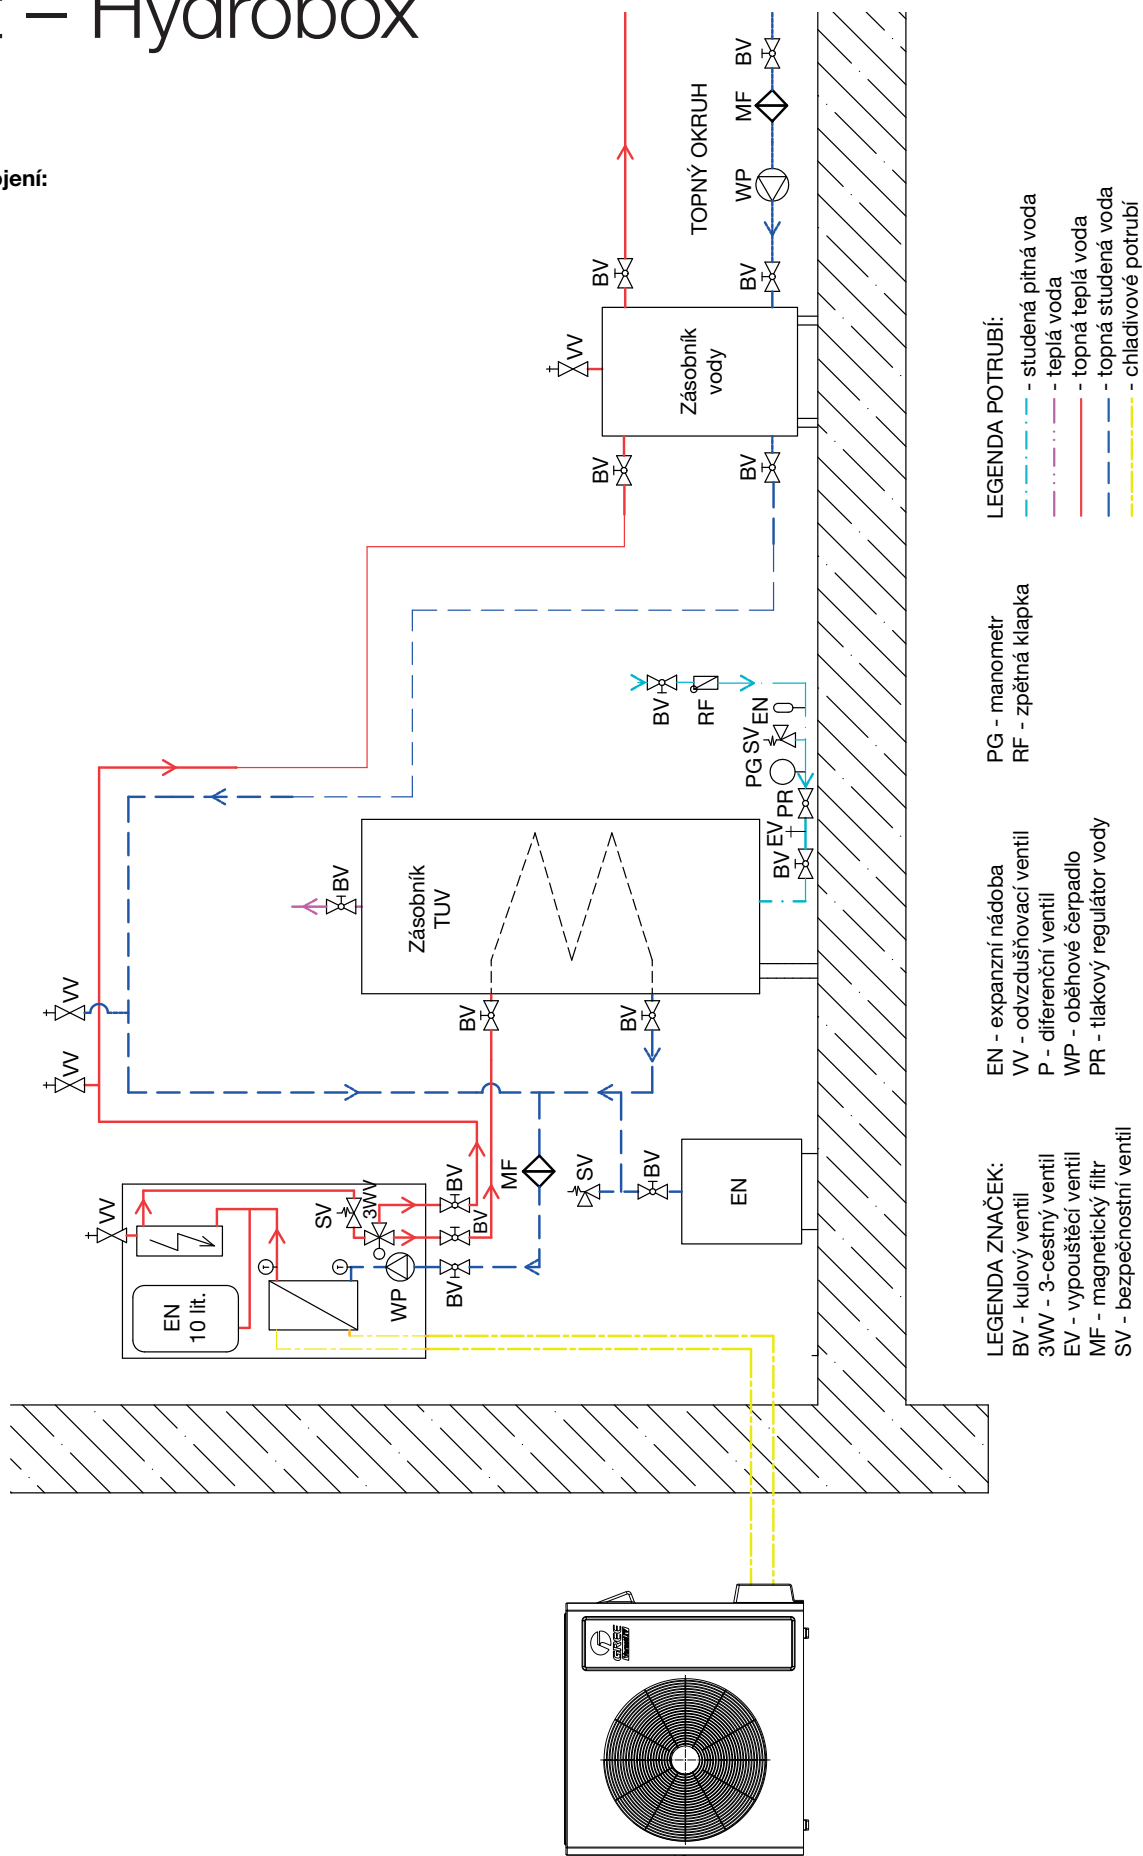 – Hydrobox
ojení:
VV
EN
10 lit.
SV
3WV
WP
BV
BV
BV
MF
VV
VV
SV
BV
EN
BV
BV
Zásobník
TUV
BV
BV
EV
PR
PG
SV
EN
BV
RF
BV
BV
VV
Zásobník
vody
BV
BV
TOPNÝ OKRUH
WP
MF
BV
GREE
LEGENDA ZNAČEK:
BV - kulový ventil
3WV - 3-cestný ventil
EV - vypouštěcí ventil
MF - magnetický filtr
SV - bezpečnostní ventil
EN - expanzní nádoba
VV - odvzdušňovací ventil
P - diferenční ventil
WP - oběhové čerpadlo
PR - tlakový regulátor vody
PG - manometr
RF - zpětná klapka
LEGENDA POTRUBÍ:
- studená pitná voda
- teplá voda
- topná teplá voda
- topná studená voda
- chladivové potrubí